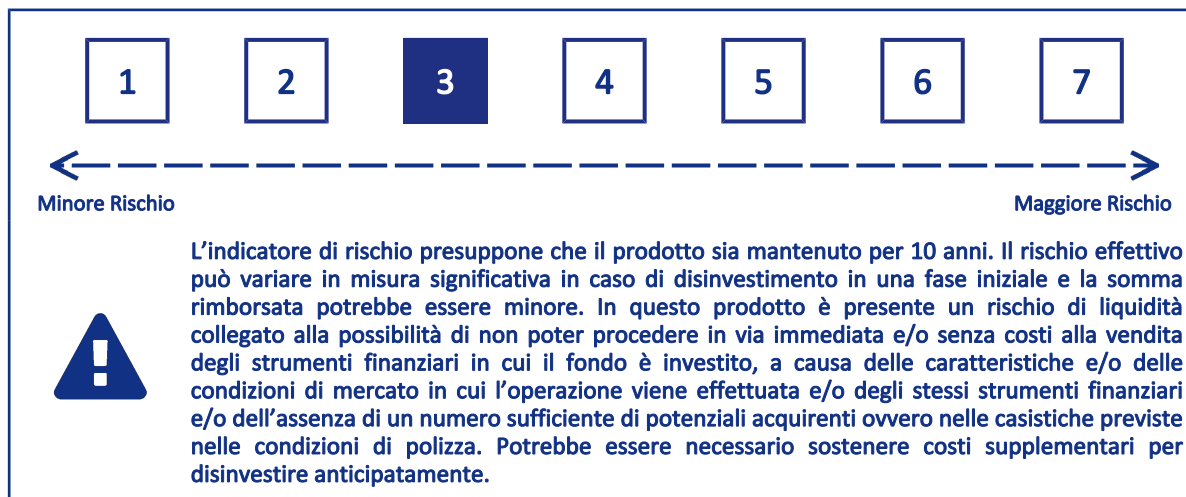 1 2 3 4 5 6 7
Minore Rischio Maggiore Rischio
L'indicatore di rischio presuppone che il prodotto sia mantenuto per 10 anni. Il rischio effettivo
può variare in misura significativa in caso di disinvestimento in una fase iniziale e la somma
rimborsata potrebbe essere minore. In questo prodotto è presente un rischio di liquidità
collegato alla possibilità di non poter procedere in via immediata e/o senza costi alla vendita
degli strumenti finanziari in cui il fondo è investito, a causa delle caratteristiche e/o delle
condizioni di mercato in cui l'operazione viene effettuata e/o degli stessi strumenti finanziari
e/o dell'assenza di un numero sufficiente di potenziali acquirenti ovvero nelle casistiche previste
nelle condizioni di polizza. Potrebbe essere necessario sostenere costi supplementari per
disinvestire anticipatamente.